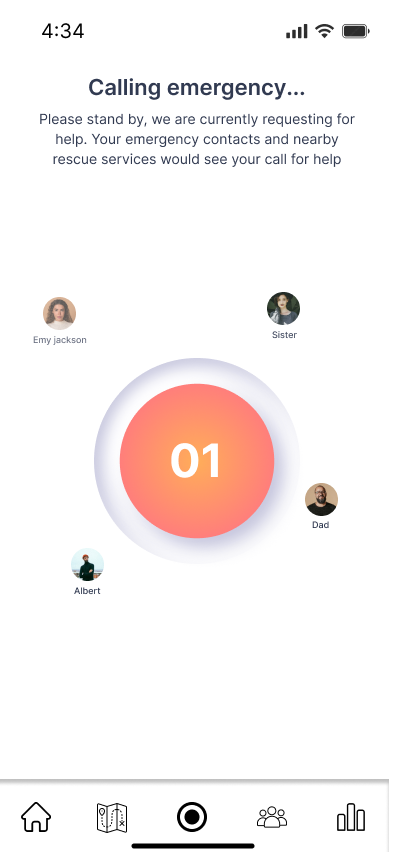 4:34
Calling emergency...
Please stand by, we are currently requesting for
help. Your emergency contacts and nearby
rescue services would see your call for help
Emy jackson
Sister
01
Dad
Albert